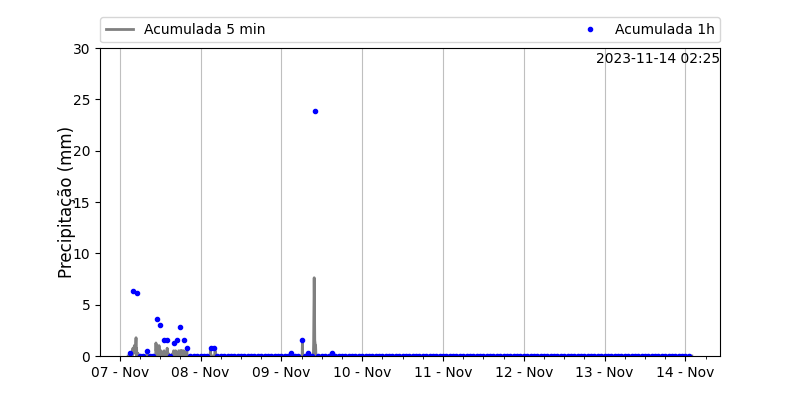 Acumulada 5 min
Acumulada 1h
2023-11-14 02:25
Precipitação (mm)
30
25
20
15
10
5
0
07 - Nov 08 - Nov 09 - Nov 10 - Nov 11 - Nov 12 - Nov 13 - Nov 14 - Nov